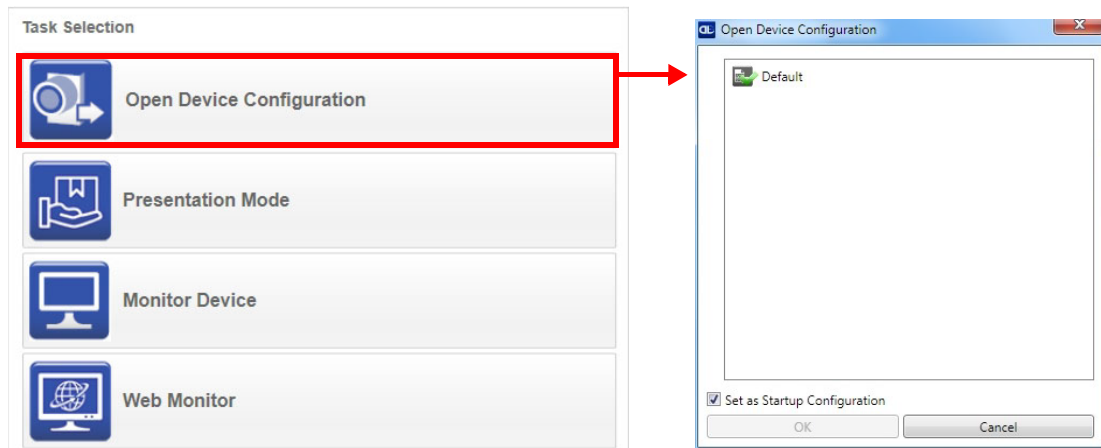 Task Selection
Open Device Configuration
Presentation Mode
Monitor Device
Web Monitor
Open Device Configuration
Default
Set as Startup Configuration
OK
Cancel